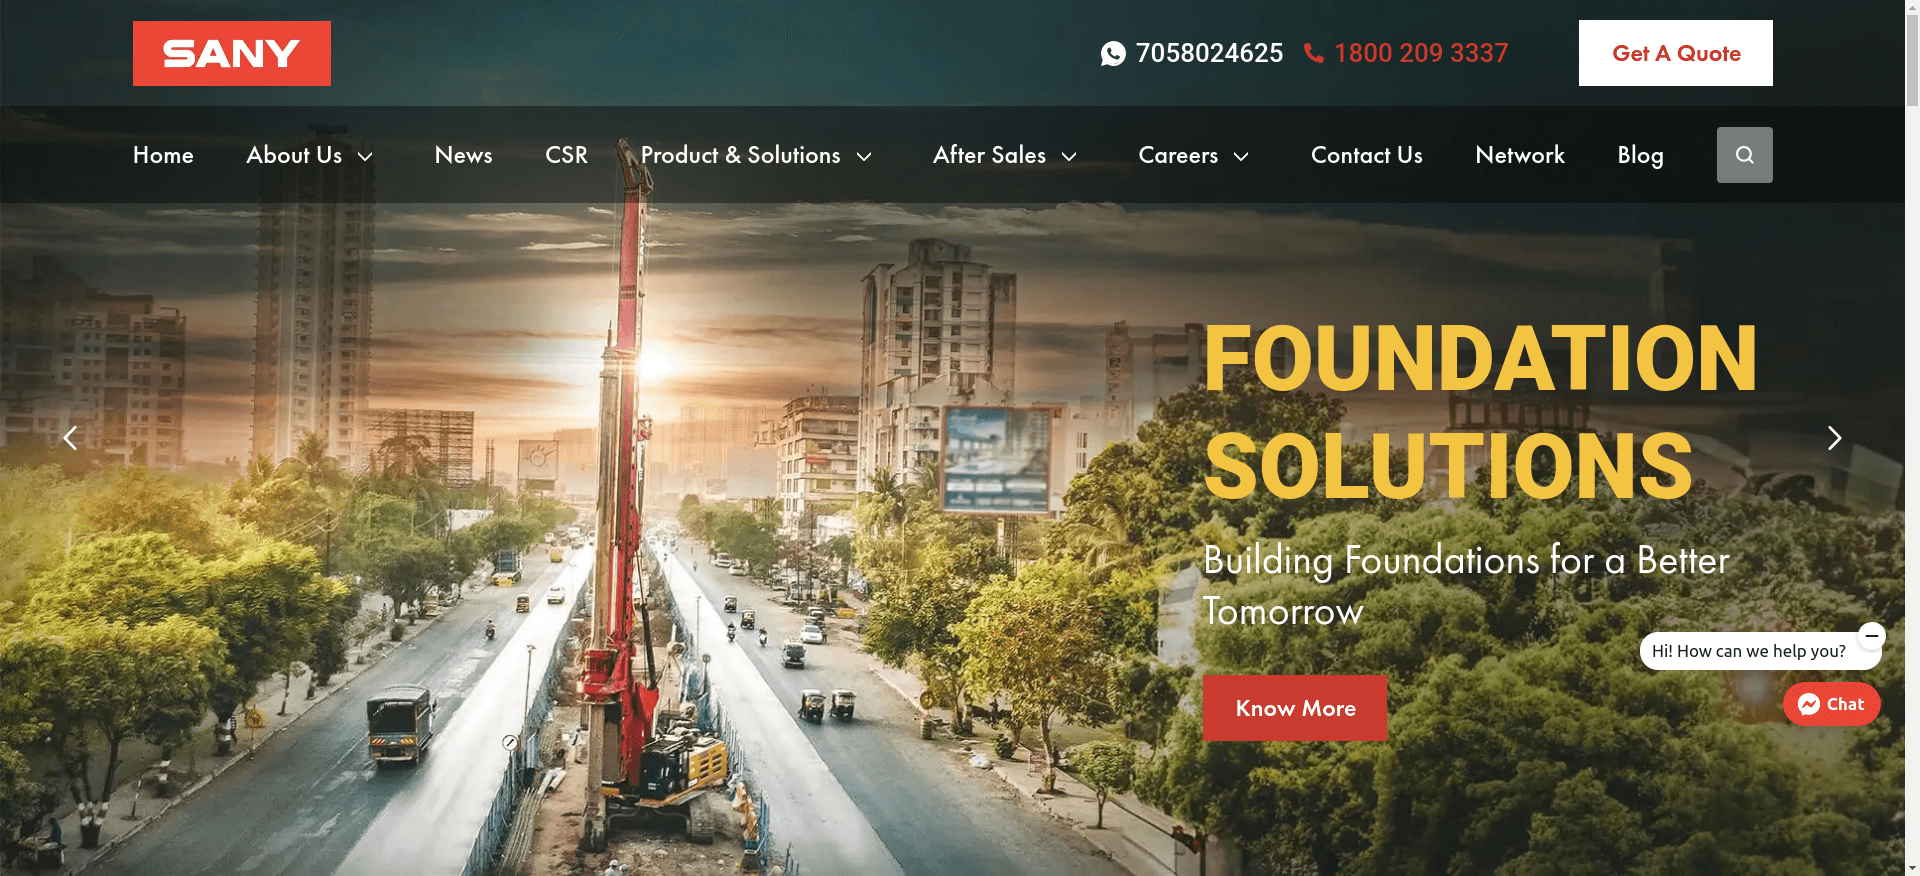 SANY
7058024625
1800 209 3337
Get A Quote
Home
About Us
News
CSR
Product & Solutions
After Sales
Careers
Contact Us
Network
Blog
FOUNDATION
SOLUTIONS
Building Foundations for a Better
Tomorrow
Know More
Hi! How can we help you?
Chat